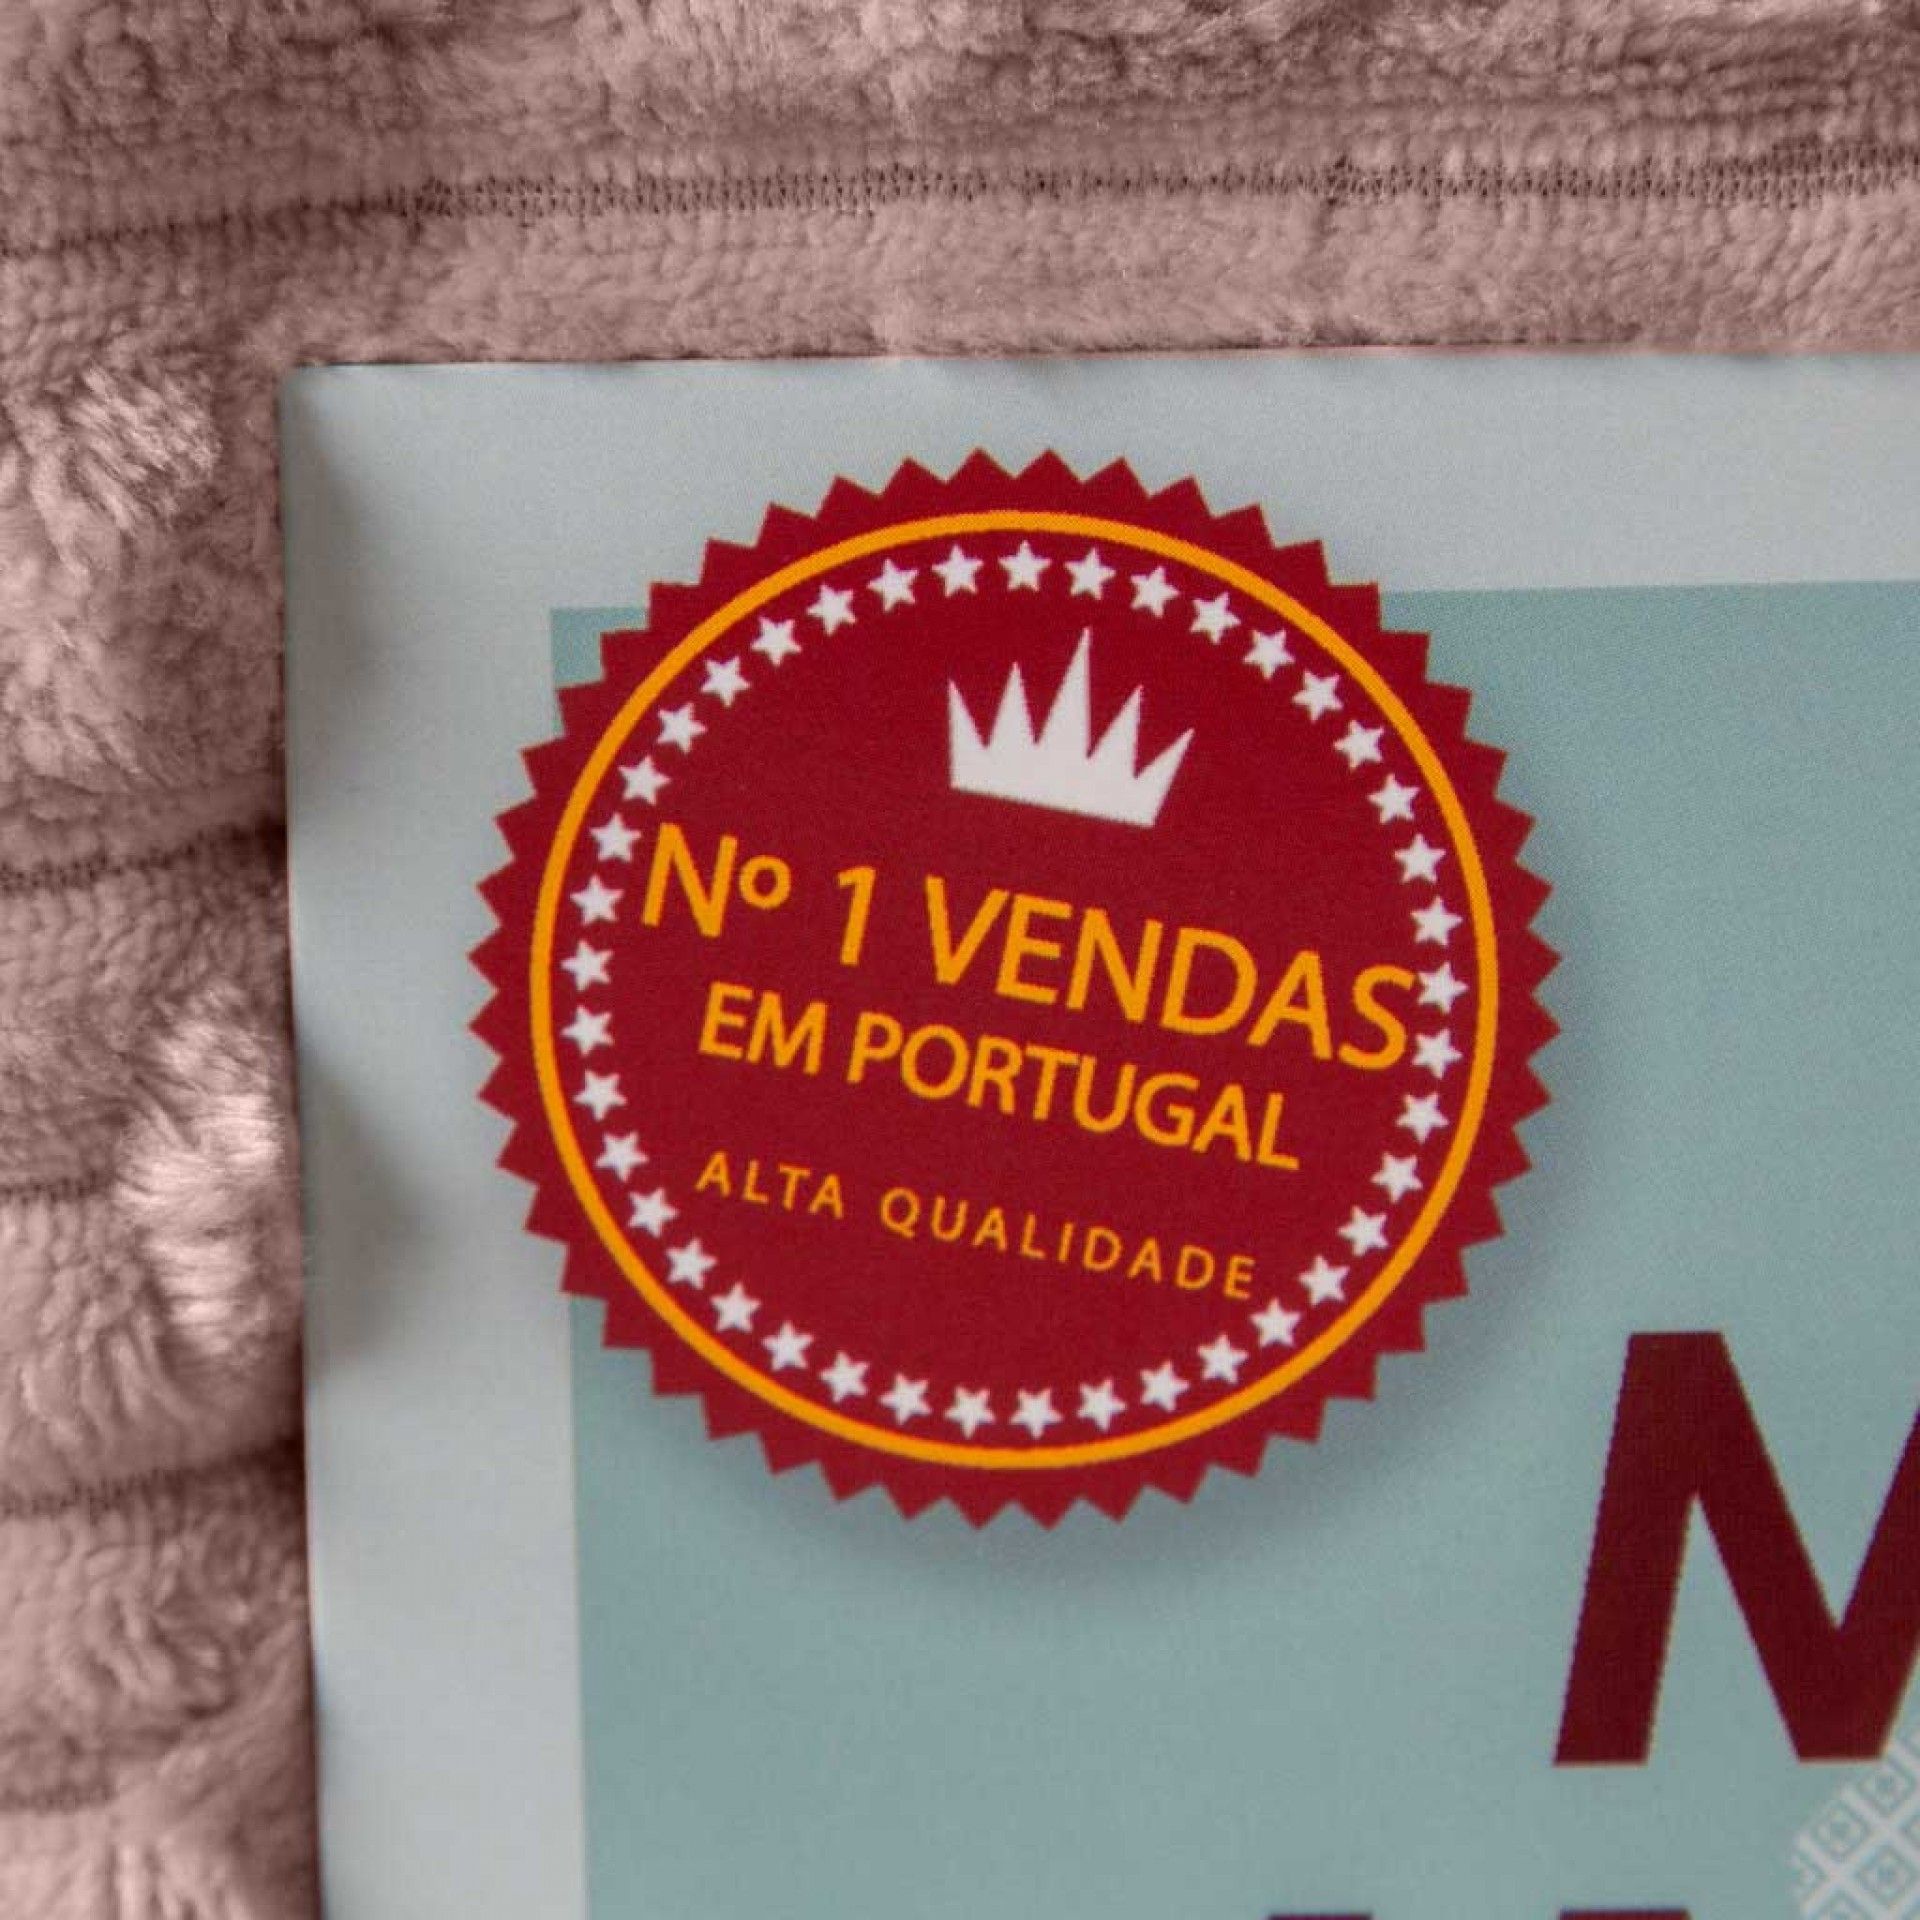 Nº 1 VENDAS
EM PORTUGAL
ALTA QUALIDADE
M